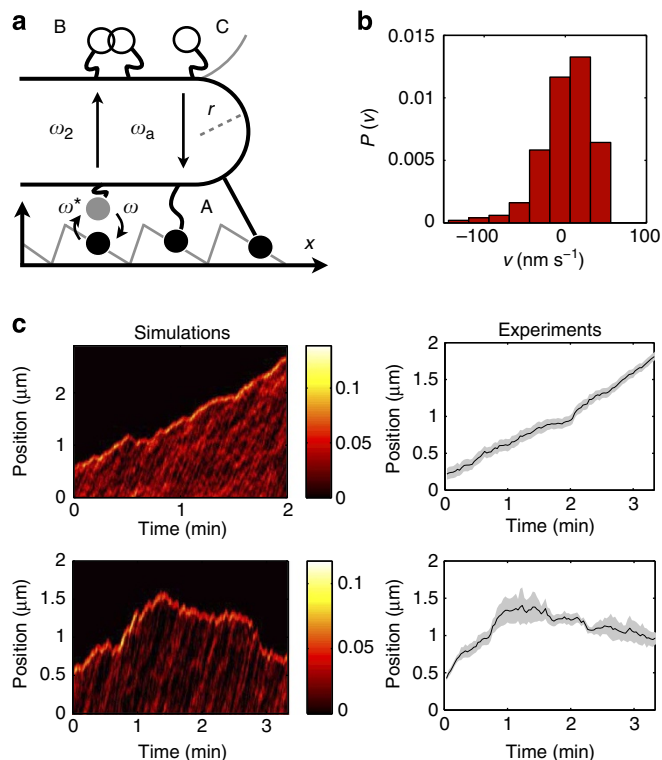 a
B
C
r
ω2
ωa
ω*
ω
A
x
b
0.015
0.01
0.005
0
P (v)
−100
0
100
v (nm s−1)
c
Simulations
Experiments
Position (μm)
2
1
0
0
1
2
Time (min)
0.1
0.05
0
Position (μm)
2
1.5
1
0.5
0
0
1
2
3
Time (min)
Position (μm)
2
1.5
1
0.5
0
0
1
2
3
Time (min)
0.1
0.05
0
Position (μm)
2
1.5
1
0.5
0
0
1
2
3
Time (min)